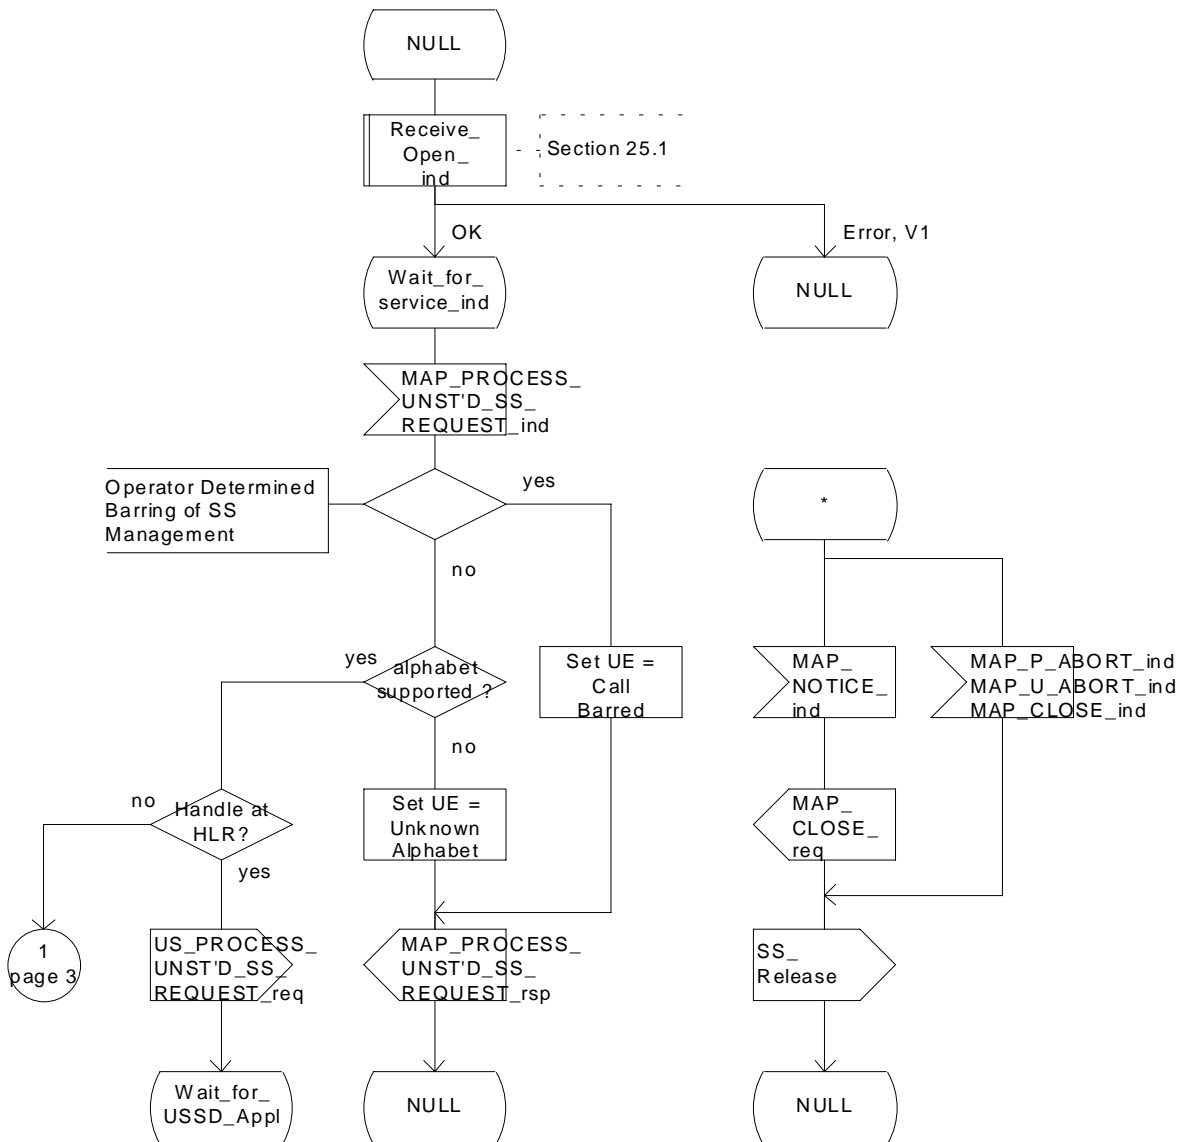 NULL
Receive_
Open_
ind
Section 25.1
OK
Error, V1
Wait_for_
service_ind
NULL
MAP_PROCESS_
UNST'D_SS_
REQUEST_ind
Operator Determined
Barring of SS
Management
yes
no
*
yes
alphabet
supported ?
no
Set UE =
Call
Barred
MAP_
NOTICE_
ind
MAP_P_ABORT_ind
MAP_U_ABORT_ind
MAP_CLOSE_ind
no
Handle at
HLR?
yes
Set UE =
Unknown
Alphabet
MAP_
CLOSE_
req
1
page 3
US_PROCESS_
UNST'D_SS_
REQUEST_req
MAP_PROCESS_
UNST'D_SS_
REQUEST_rsp
SS_
Release
Wait_for_
USSD_Appl
NULL
NULL